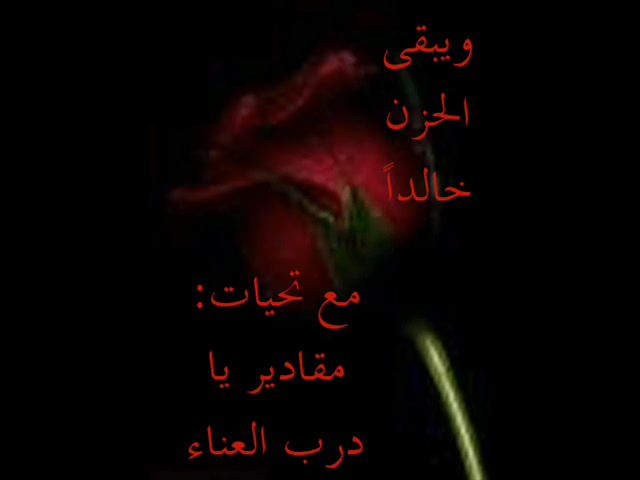 ويبقى
الحزن
خالداً
مع تحيات:
مقادير يا
درب العناء